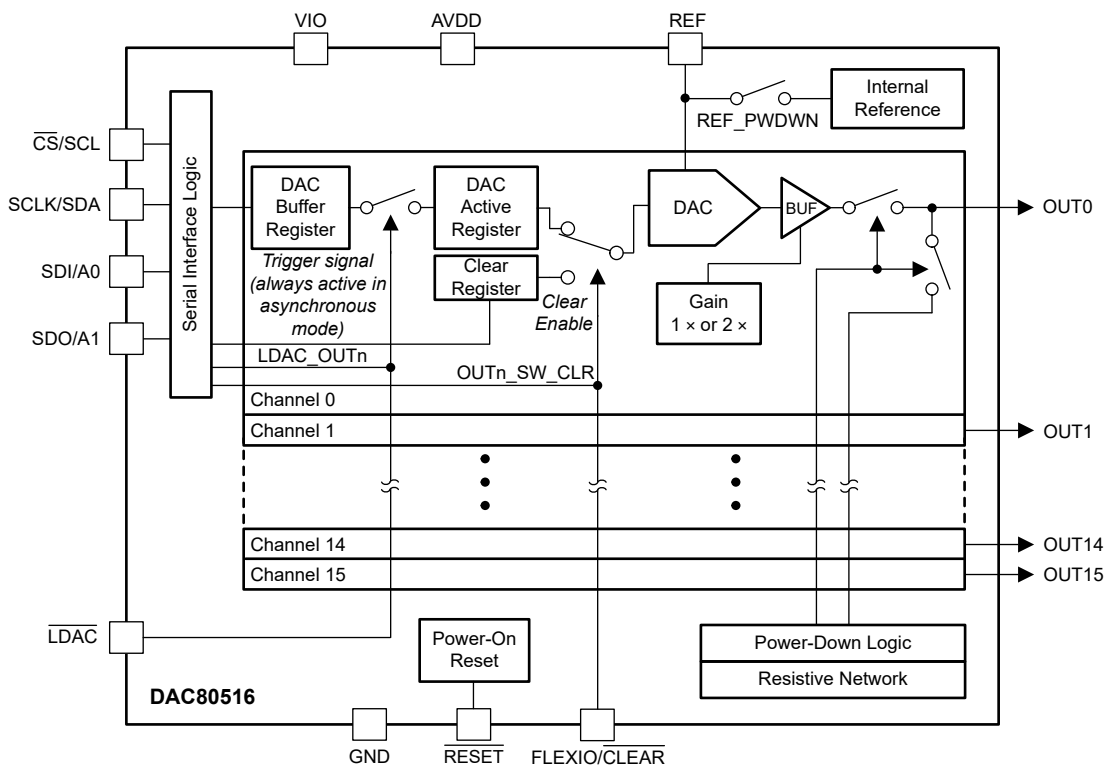 VIO
AVDD
REF
Internal
Reference
REF_PWDWN
CS/SCL
SCLK/SDA
SDI/A0
SDO/A1
Serial Interface Logic
DAC
Buffer
Register
DAC
Active
Register
DAC
BUF
OUT0
Trigger signal
(always active in
asynchronous
mode)
Clear
Register
Clear
Enable
Gain
1 × or 2 ×
LDAC_OUTn
OUTn_SW_CLR
Channel 0
Channel 1
OUT1
Channel 14
OUT14
Channel 15
OUT15
LDAC
Power-On
Reset
Power-Down Logic
Resistive Network
DAC80516
GND
RESET
FLEXIO/CLEAR